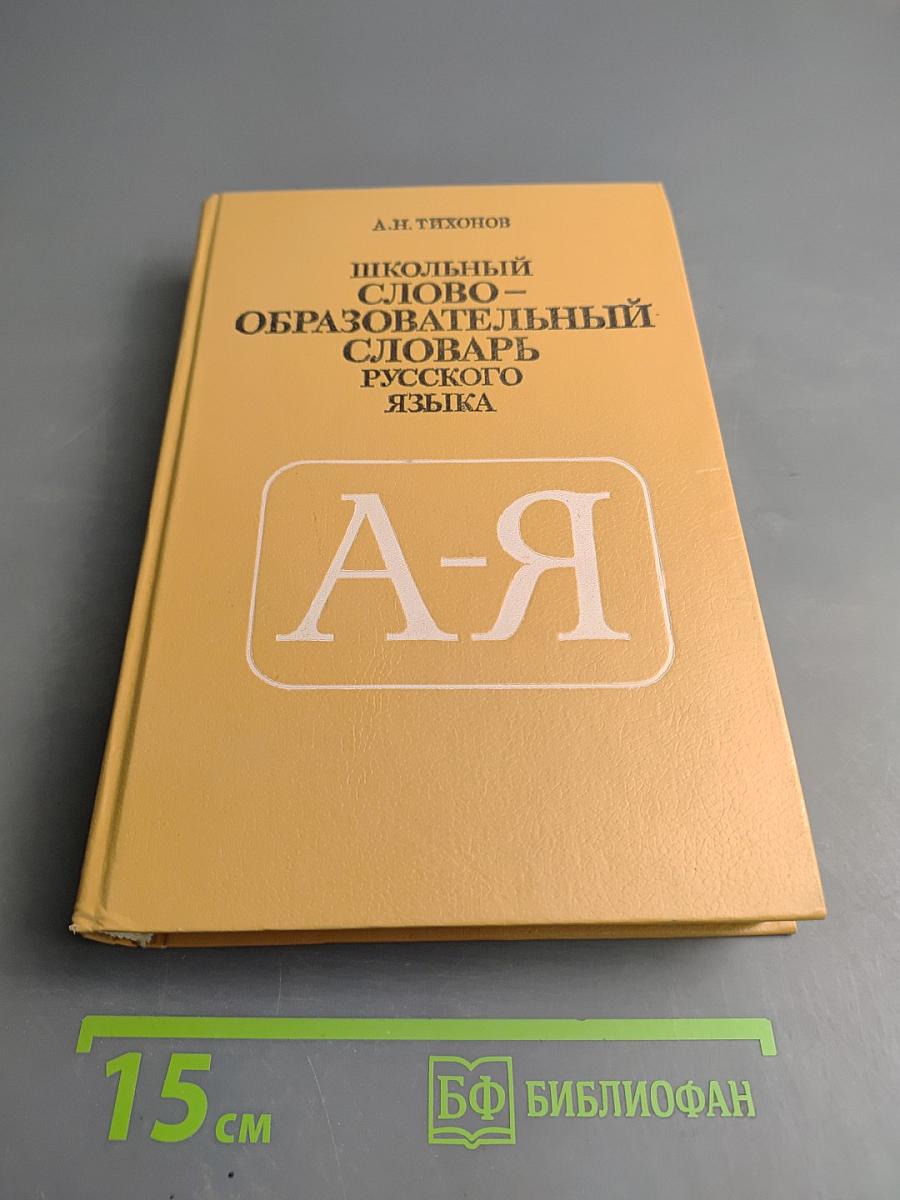 А.Н. ТИХОНОВ
ШКОЛЬНЫЙ
СЛОВО-
ОБРАЗОВАТЕЛЬНЫЙ
СЛОВАРЬ
РУССКОГО
ЯЗЫКА
А-Я
15 см
БФ БИБЛИОФАН